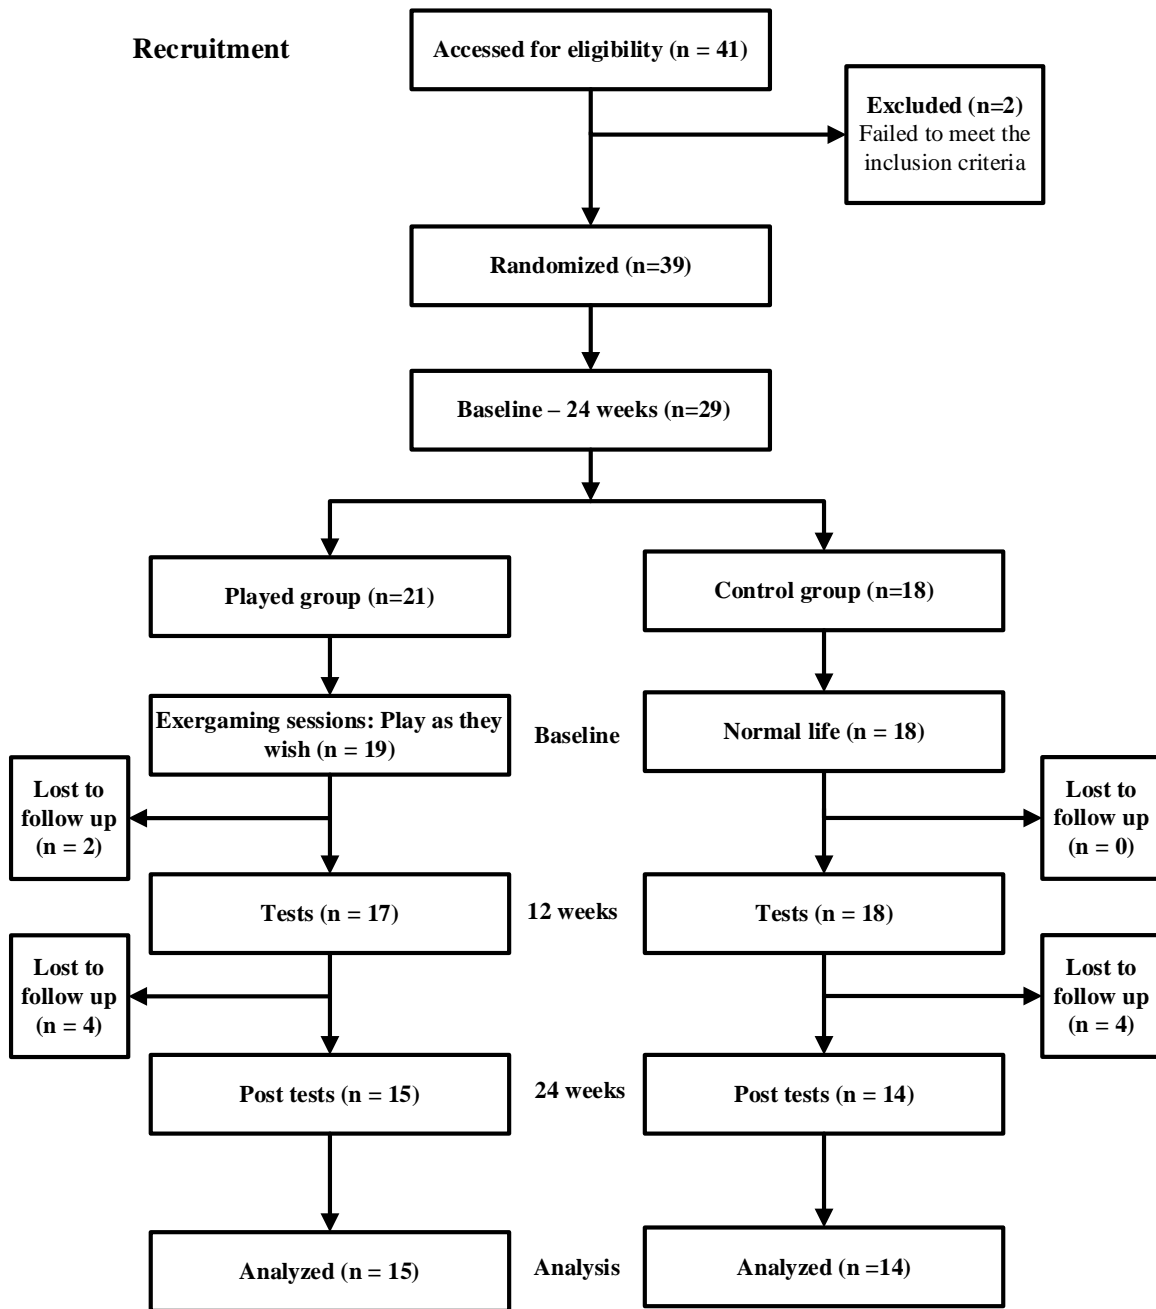 Recruitment
Accessed for eligibility (n = 41)
Excluded (n=2)
Failed to meet the
inclusion criteria
Randomized (n=39)
Baseline – 24 weeks (n=29)
Played group (n=21)
Control group (n=18)
Exergaming sessions: Play as they
wish (n = 19)
Baseline
Normal life (n = 18)
Lost to
follow up
(n = 2)
Lost to
follow up
(n = 0)
Tests (n = 17)
12 weeks
Tests (n = 18)
Lost to
follow up
(n = 4)
Lost to
follow up
(n = 4)
Post tests (n = 15)
24 weeks
Post tests (n = 14)
Analyzed (n = 15)
Analysis
Analyzed (n =14)